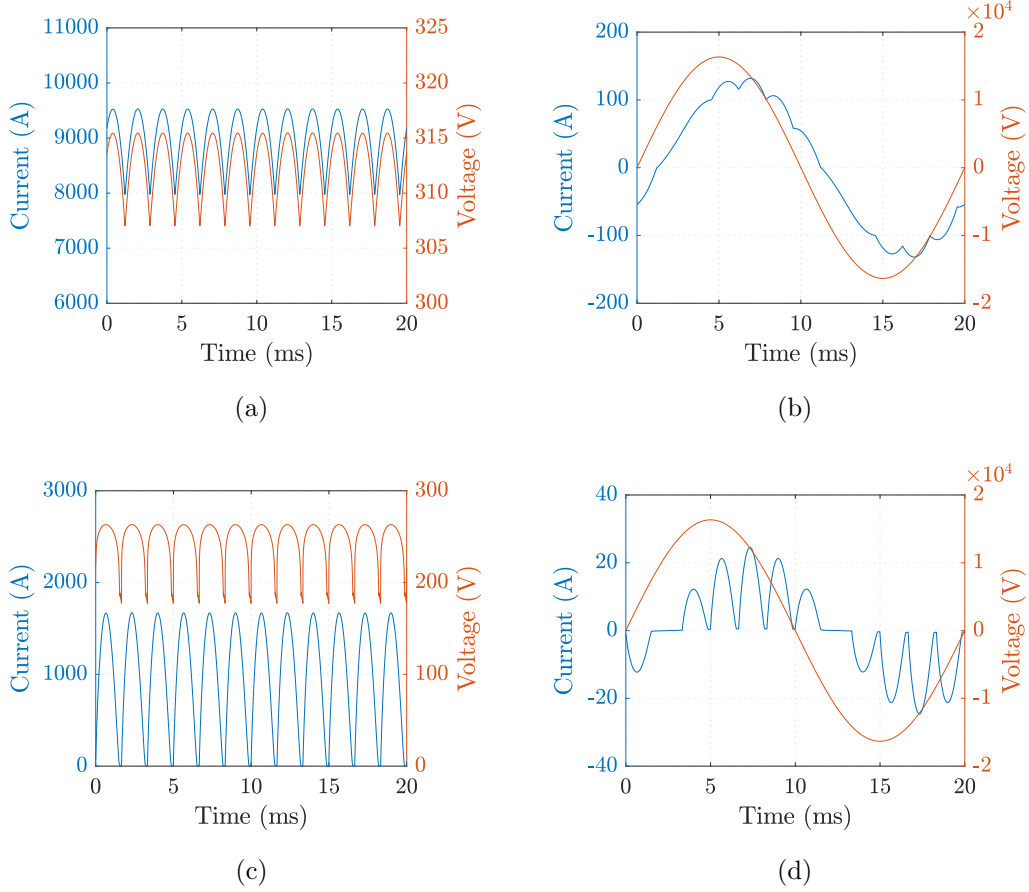 11000
10000
9000
8000
7000
6000
Current (A)
325
320
315
310
305
300
Voltage (V)
0 5 10 15 20
Time (ms)
(a)
×10⁴
200
100
0
-100
-200
Current (A)
2
1
0
-1
-2
Voltage (V)
0 5 10 15 20
Time (ms)
(b)
3000
2000
1000
0
Current (A)
300
200
100
0
Voltage (V)
0 5 10 15 20
Time (ms)
(c)
×10⁴
40
20
0
-20
-40
Current (A)
2
1
0
-1
-2
Voltage (V)
0 5 10 15 20
Time (ms)
(d)